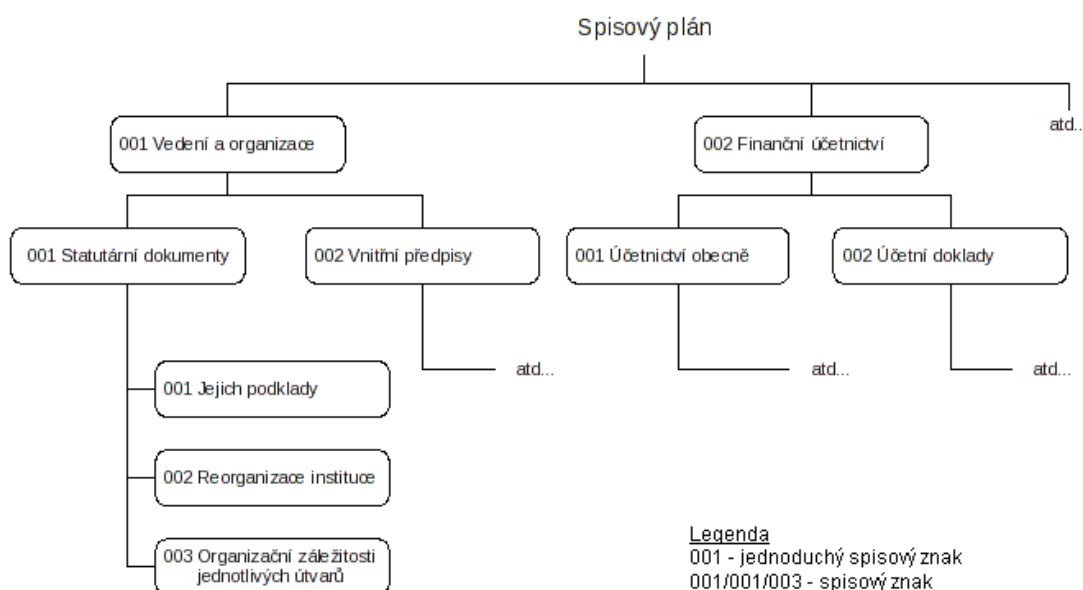 Spisový plán
atd..
001 Vedení a organizace
002 Finanční účetnictví
001 Statutární dokumenty
002 Vnitřní předpisy
001 Účetnictví obecně
002 Účetní doklady
atd...
atd...
atd...
001 Jejich podklady
002 Reorganizace instituce
003 Organizační záležitosti
jednotlivých útvarů
Legenda
001 - jednoduchý spisový znak
001/001/003 - spisový znak